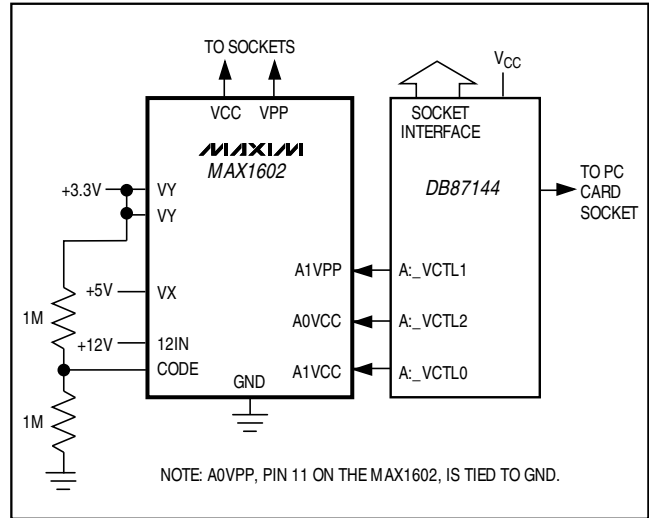 TO SOCKETS
VCC VPP
MAXIM
MAX1602
+3.3V
VY
VY
+5V
VX
+12V
12IN
CODE
GND
1M
1M
A1VPP
A0VCC
A1VCC
VCC
SOCKET
INTERFACE
DB87144
A:_VCTL1
A:_VCTL2
A:_VCTL0
TO PC
CARD
SOCKET
NOTE: A0VPP, PIN 11 ON THE MAX1602, IS TIED TO GND.